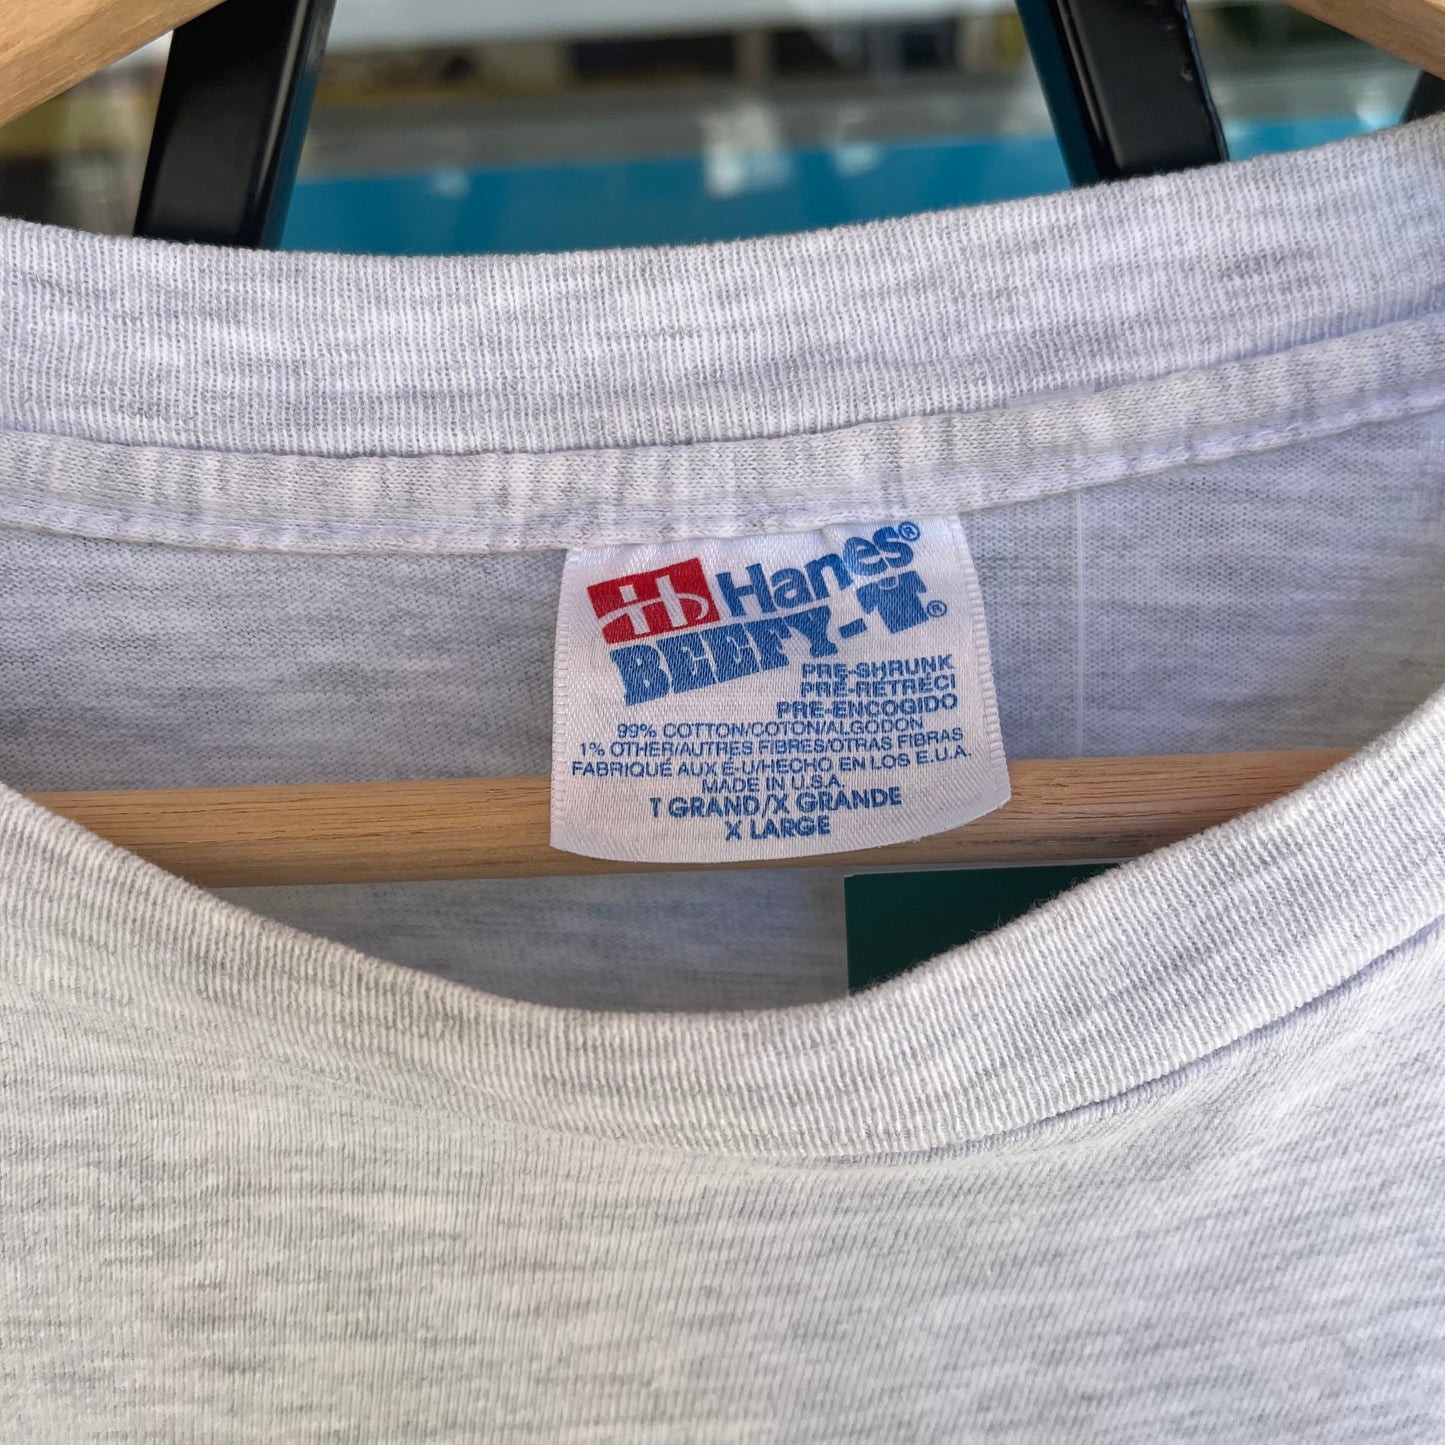 Hanes®
BEEFY-T®
PRE-SHRUNK
PRÉ-RÉTRÉCI
PRE-ENCOGIDO
99% COTTON/COTON/ALGODON
1% OTHER/AUTRES FIBRES/OTRAS FIBRAS
FABRIQUÉ AUX É-U/HECHO EN LOS E.U.A.
MADE IN U.S.A.
T GRAND/X GRANDE
X LARGE